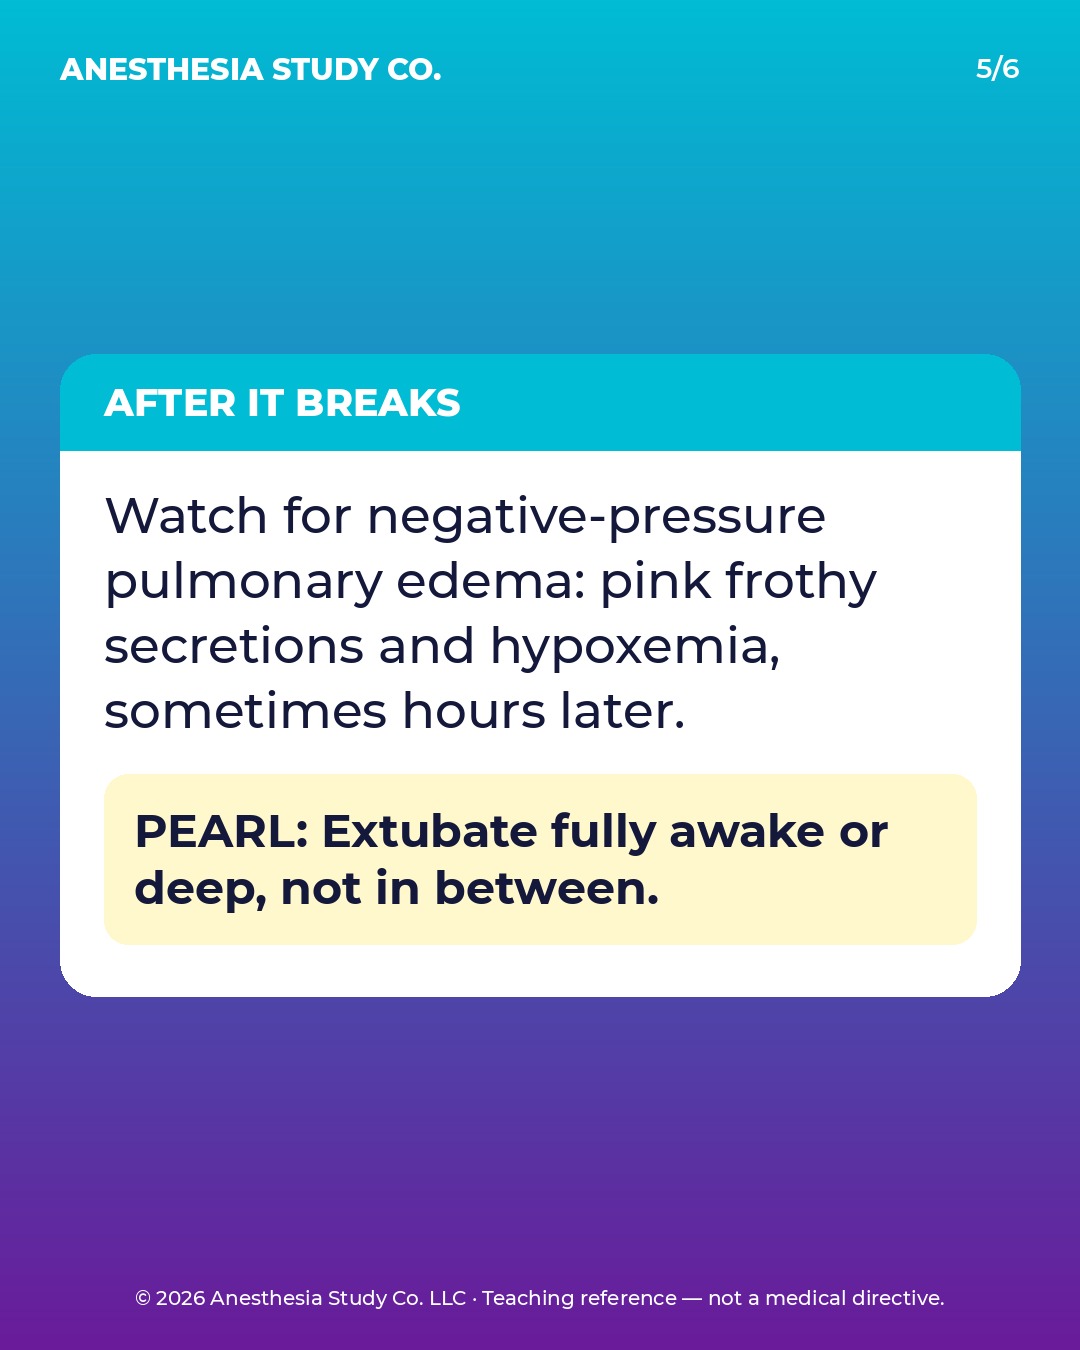 ANESTHESIA STUDY CO.
5/6
AFTER IT BREAKS
Watch for negative-pressure
pulmonary edema: pink frothy
secretions and hypoxemia,
sometimes hours later.
PEARL: Extubate fully awake or
deep, not in between.
© 2026 Anesthesia Study Co. LLC · Teaching reference — not a medical directive.